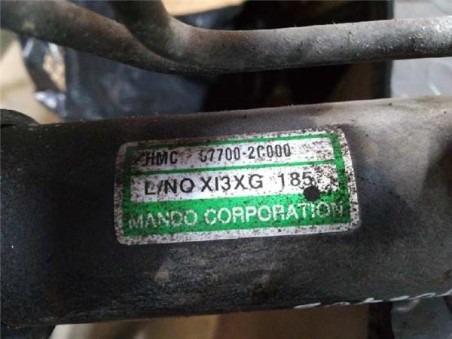 HMC 57700-2C000
L/NO XI3XG 185
MANDO CORPORATION